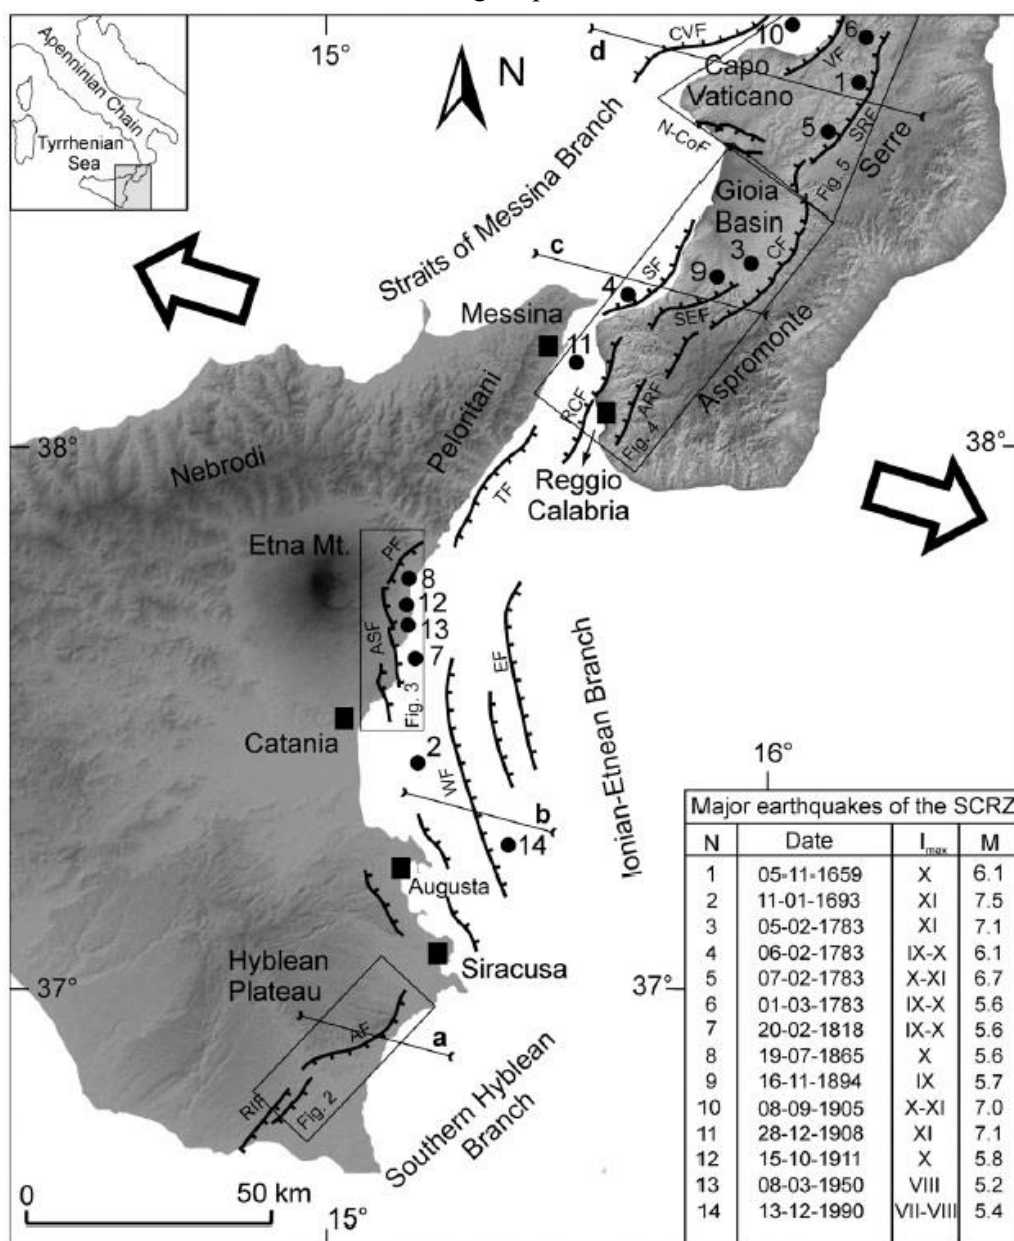 15°
N
Apenninian Chain
Tyrrhenian
Sea
CVF
10
6
d
VF
Capo
Vaticano
1
5
SRF
N-CoF
Serre
Fig. 5
Gioia
Basin
Straits of Messina Branch
c
SF
3
9
CF
4
SEF
Messina
11
Aspromonte
RCF
ARF
Fig. 4
38°
38°
Peloritani
Nebrodi
Reggio
Calabria
TF
Etna Mt.
PF
8
12
13
ASF
7
EF
Fig. 3
Ionian-Etnean Branch
Catania
2
WF
16°
b
14
Augusta
Hyblean
Plateau
Siracusa
37°
37°
AF
a
RIF
Fig. 2
Southern Hyblean
Branch
0 50 km
15°
Major earthquakes of the SCRZ
N Date Imax M
1 05-11-1659 X 6.1
2 11-01-1693 XI 7.5
3 05-02-1783 XI 7.1
4 06-02-1783 IX-X 6.1
5 07-02-1783 X-XI 6.7
6 01-03-1783 IX-X 5.6
7 20-02-1818 IX-X 5.6
8 19-07-1865 X 5.6
9 16-11-1894 IX 5.7
10 08-09-1905 X-XI 7.0
11 28-12-1908 XI 7.1
12 15-10-1911 X 5.8
13 08-03-1950 VIII 5.2
14 13-12-1990 VII-VIII 5.4